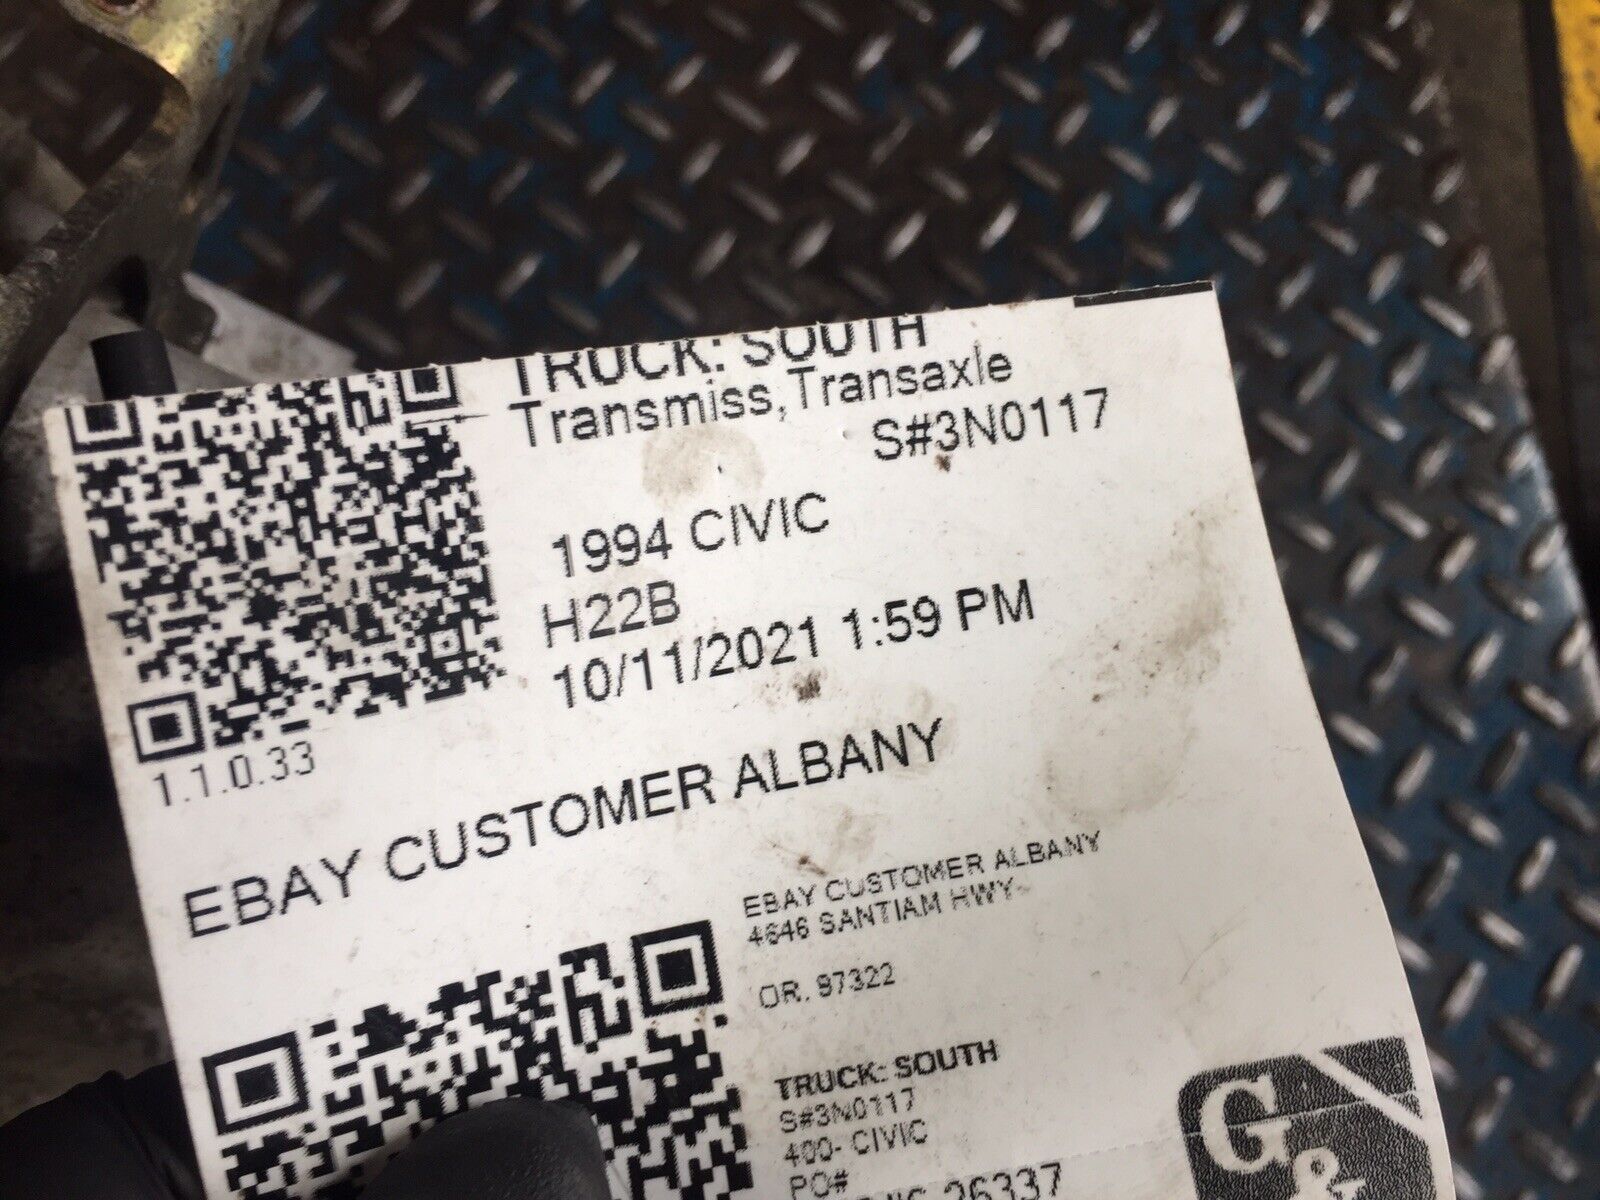 TRUCK: SOUTH
Transmiss,Transaxle
S#3N0117
1994 CIVIC
H22B
10/11/2021 1:59 PM
1.1.0.33
EBAY CUSTOMER ALBANY
EBAY CUSTOMER ALBANY
4646 SANTIAM HWY
OR. 97322
TRUCK: SOUTH
S#3N0117
400- CIVIC
PO#
26337
G
&